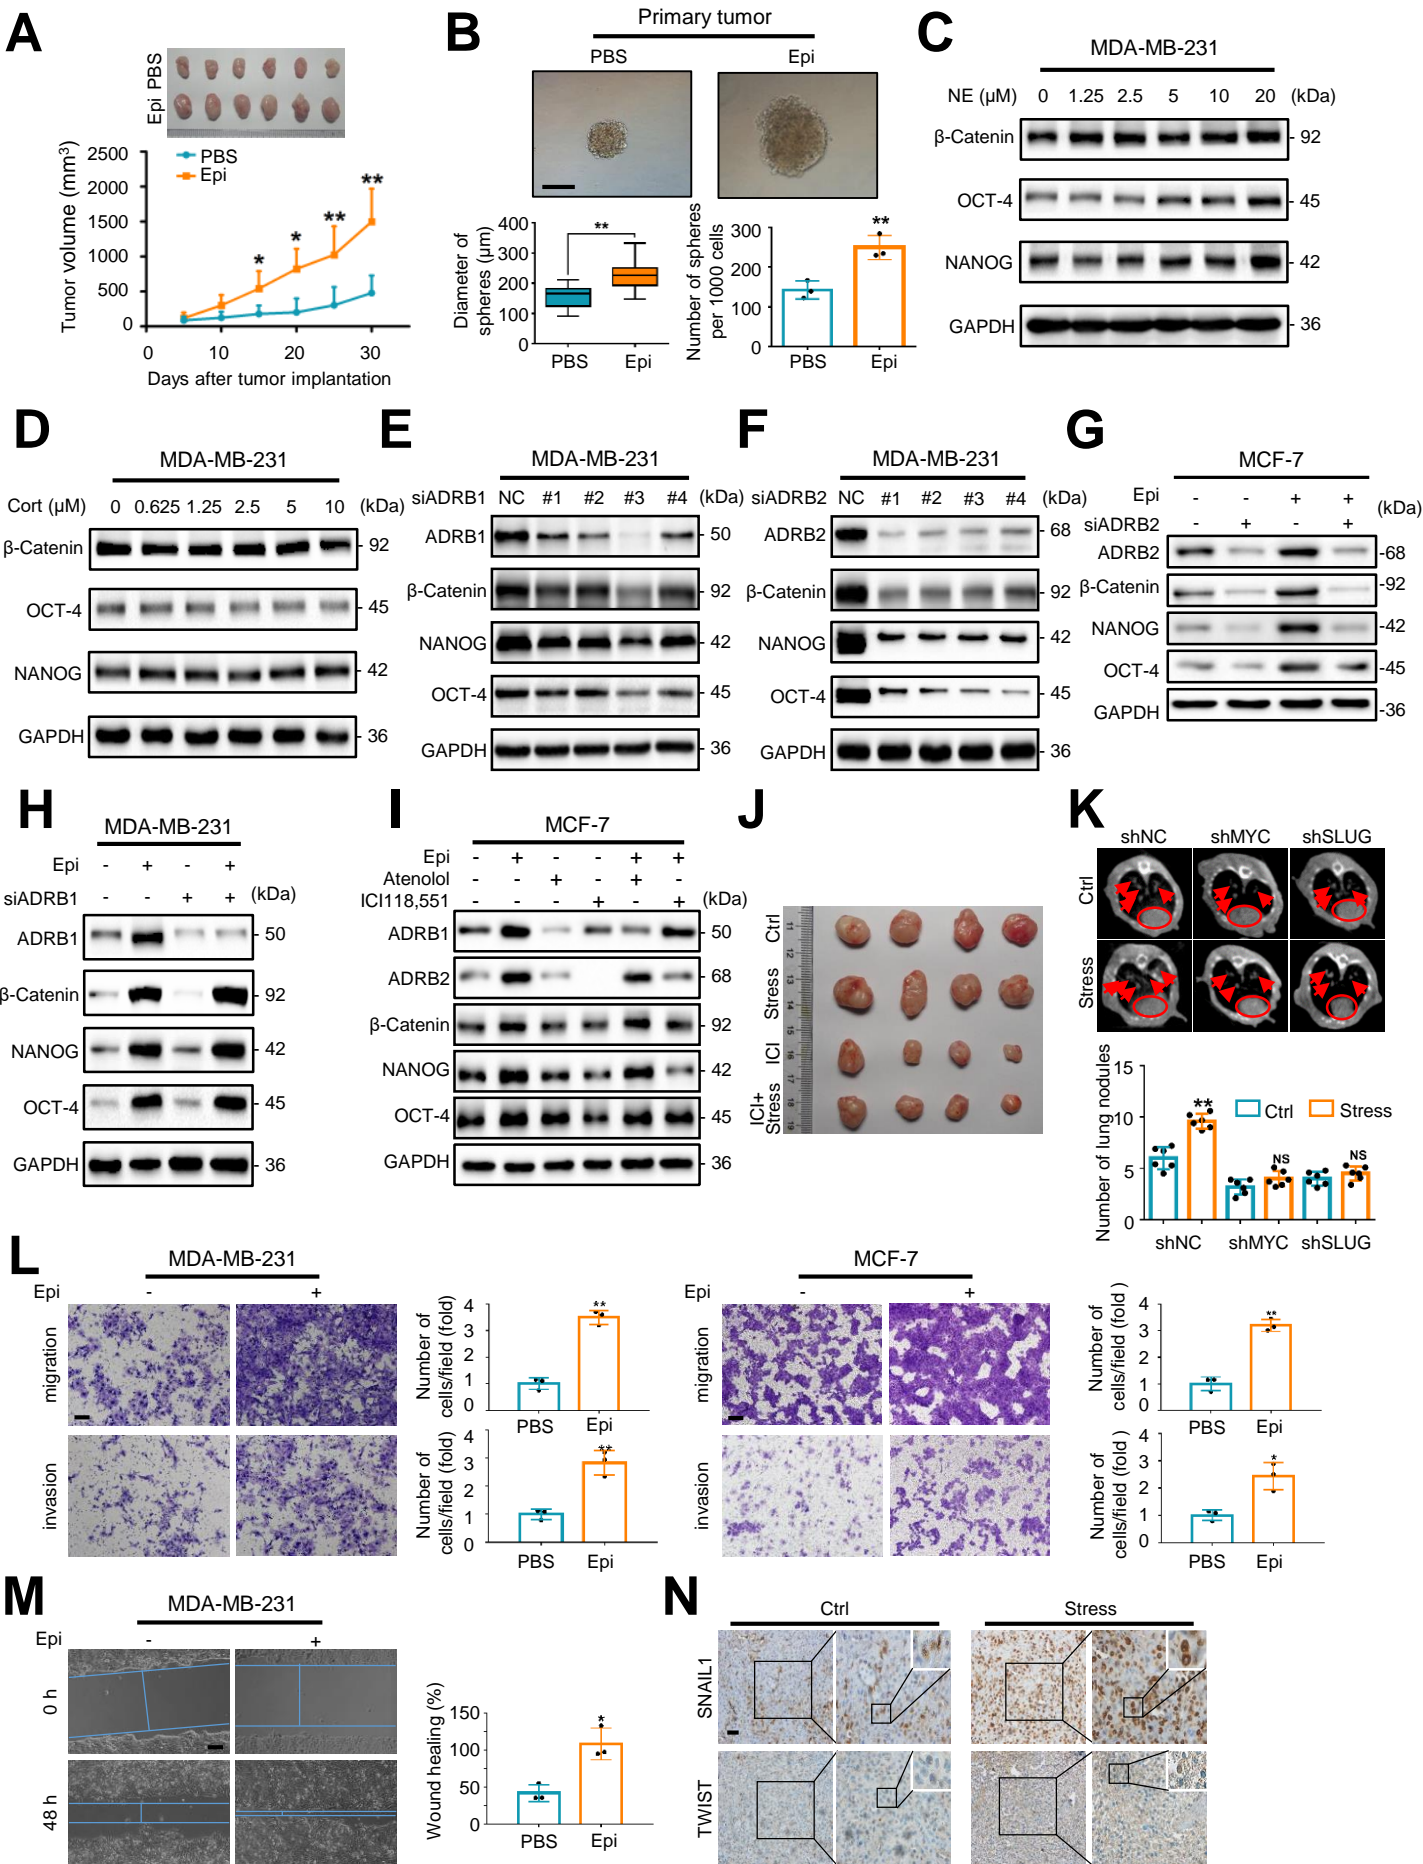 A
PBS
Epi
Tumor volume (mm³)
2500
2000
1500
1000
500
0
PBS
Epi
*
*
**
**
0
10
20
30
Days after tumor implantation
B
Primary tumor
PBS
Epi
Diameter of
spheres (μm)
400
300
200
100
0
**
PBS
Epi
Number of spheres
per 1000 cells
300
200
100
0
**
PBS
Epi
C
MDA-MB-231
NE (μM) 0 1.25 2.5 5 10 20 (kDa)
β-Catenin - 92
OCT-4 - 45
NANOG - 42
GAPDH - 36
D
MDA-MB-231
Cort (μM) 0 0.625 1.25 2.5 5 10 (kDa)
β-Catenin - 92
OCT-4 - 45
NANOG - 42
GAPDH - 36
E
MDA-MB-231
siADRB1 NC #1 #2 #3 #4 (kDa)
ADRB1 - 50
β-Catenin - 92
NANOG - 42
OCT-4 - 45
GAPDH - 36
F
MDA-MB-231
siADRB2 NC #1 #2 #3 #4 (kDa)
ADRB2 - 68
β-Catenin - 92
NANOG - 42
OCT-4 - 45
GAPDH - 36
G
MCF-7
Epi - - + +
(kDa)
siADRB2 - + - +
ADRB2 -68
β-Catenin -92
NANOG -42
OCT-4 -45
GAPDH -36
H
MDA-MB-231
Epi - + - +
siADRB1 - - + + (kDa)
ADRB1 - 50
β-Catenin - 92
NANOG - 42
OCT-4 - 45
GAPDH - 36
I
MCF-7
Epi - + - - + +
Atenolol - - + - + -
ICI118,551 - - - + - + (kDa)
ADRB1 - 50
ADRB2 - 68
β-Catenin - 92
NANOG - 42
OCT-4 - 45
GAPDH - 36
J
Ctrl
Stress
ICI
ICI+
Stress
11
12
13
14
15
16
17
18
19
K
shNC shMYC shSLUG
Ctrl
Stress
Number of lung nodules
15
10
5
0
**
NS
NS
Ctrl
Stress
shNC shMYC shSLUG
L
MDA-MB-231
Epi - +
migration
invasion
Number of
cells/field (fold)
4
3
2
1
0
**
PBS
Epi
Number of
cells/field (fold)
4
3
2
1
0
**
PBS
Epi
MCF-7
Epi - +
migration
invasion
Number of
cells/field (fold )
4
3
2
1
0
**
PBS
Epi
Number of
cells/field (fold )
4
3
2
1
0
*
PBS
Epi
M
MDA-MB-231
Epi - +
0 h
48 h
Wound healing (%)
150
100
50
0
*
PBS
Epi
N
Ctrl Stress
SNAIL1
TWIST